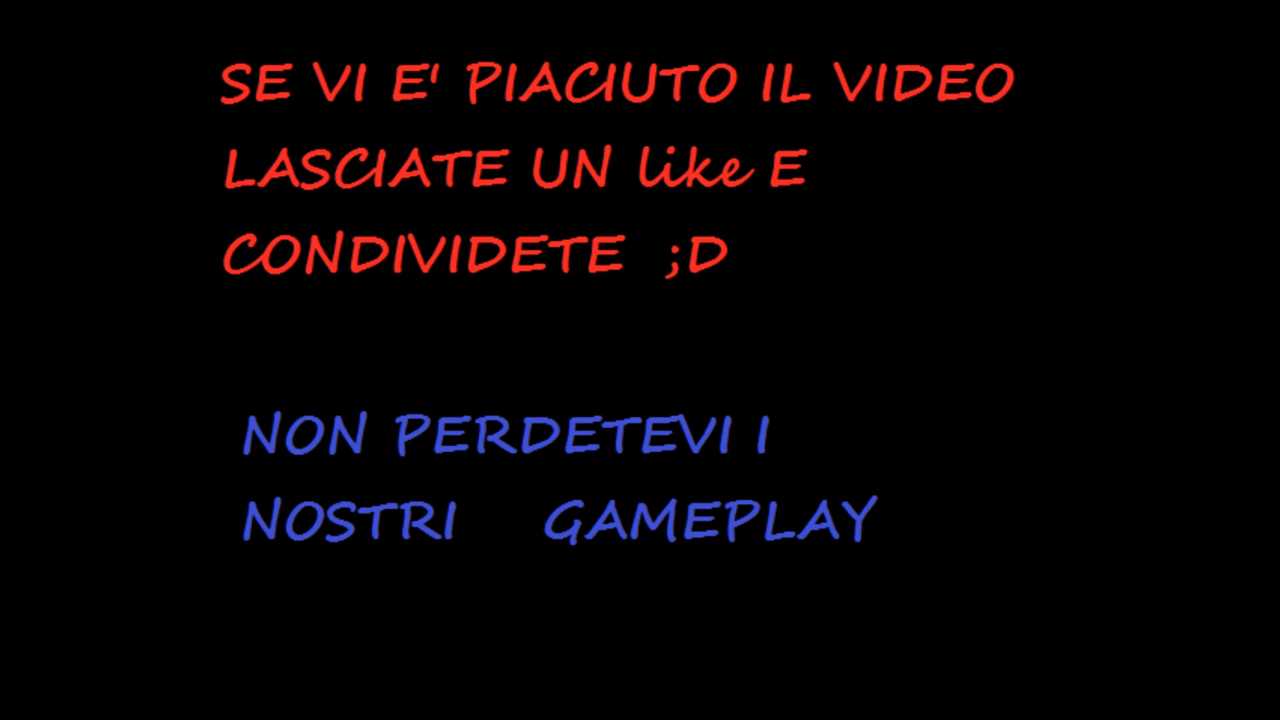 SE VI E' PIACIUTO IL VIDEO
LASCIATE UN like E
CONDIVIDETE ;D
NON PERDETEVI I
NOSTRI GAMEPLAY